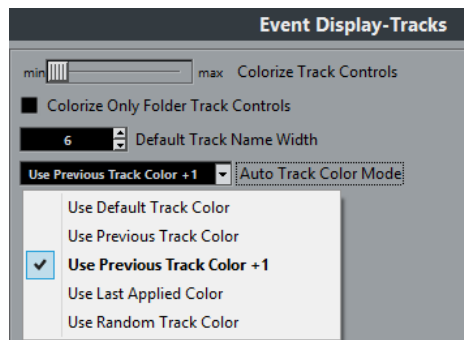 Event Display-Tracks
min max Colorize Track Controls
Colorize Only Folder Track Controls
6 Default Track Name Width
Use Previous Track Color +1 Auto Track Color Mode
Use Default Track Color
Use Previous Track Color
Use Previous Track Color +1
Use Last Applied Color
Use Random Track Color